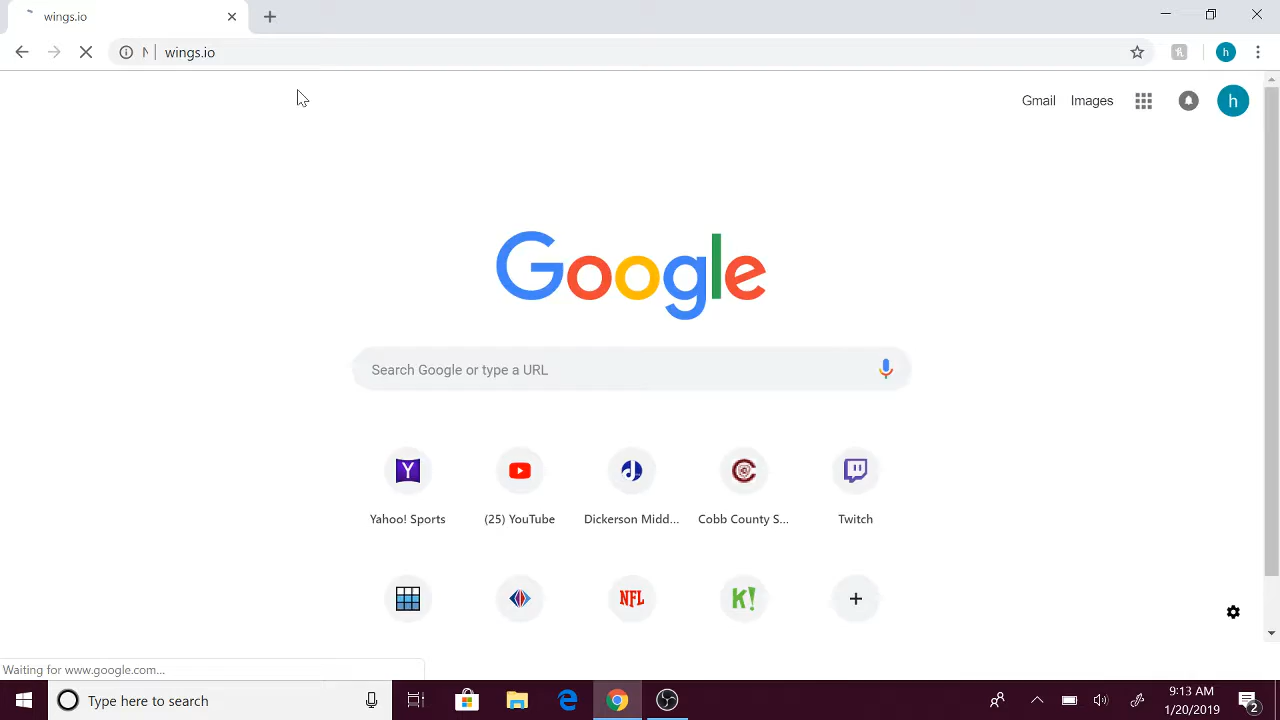 wings.io
N | wings.io
h
Gmail Images
h
Google
Search Google or type a URL
Yahoo! Sports
(25) YouTube
Dickerson Midd...
Cobb County S...
Twitch
NFL
K!
Waiting for www.google.com...
Type here to search
9:13 AM
1/20/2019
2